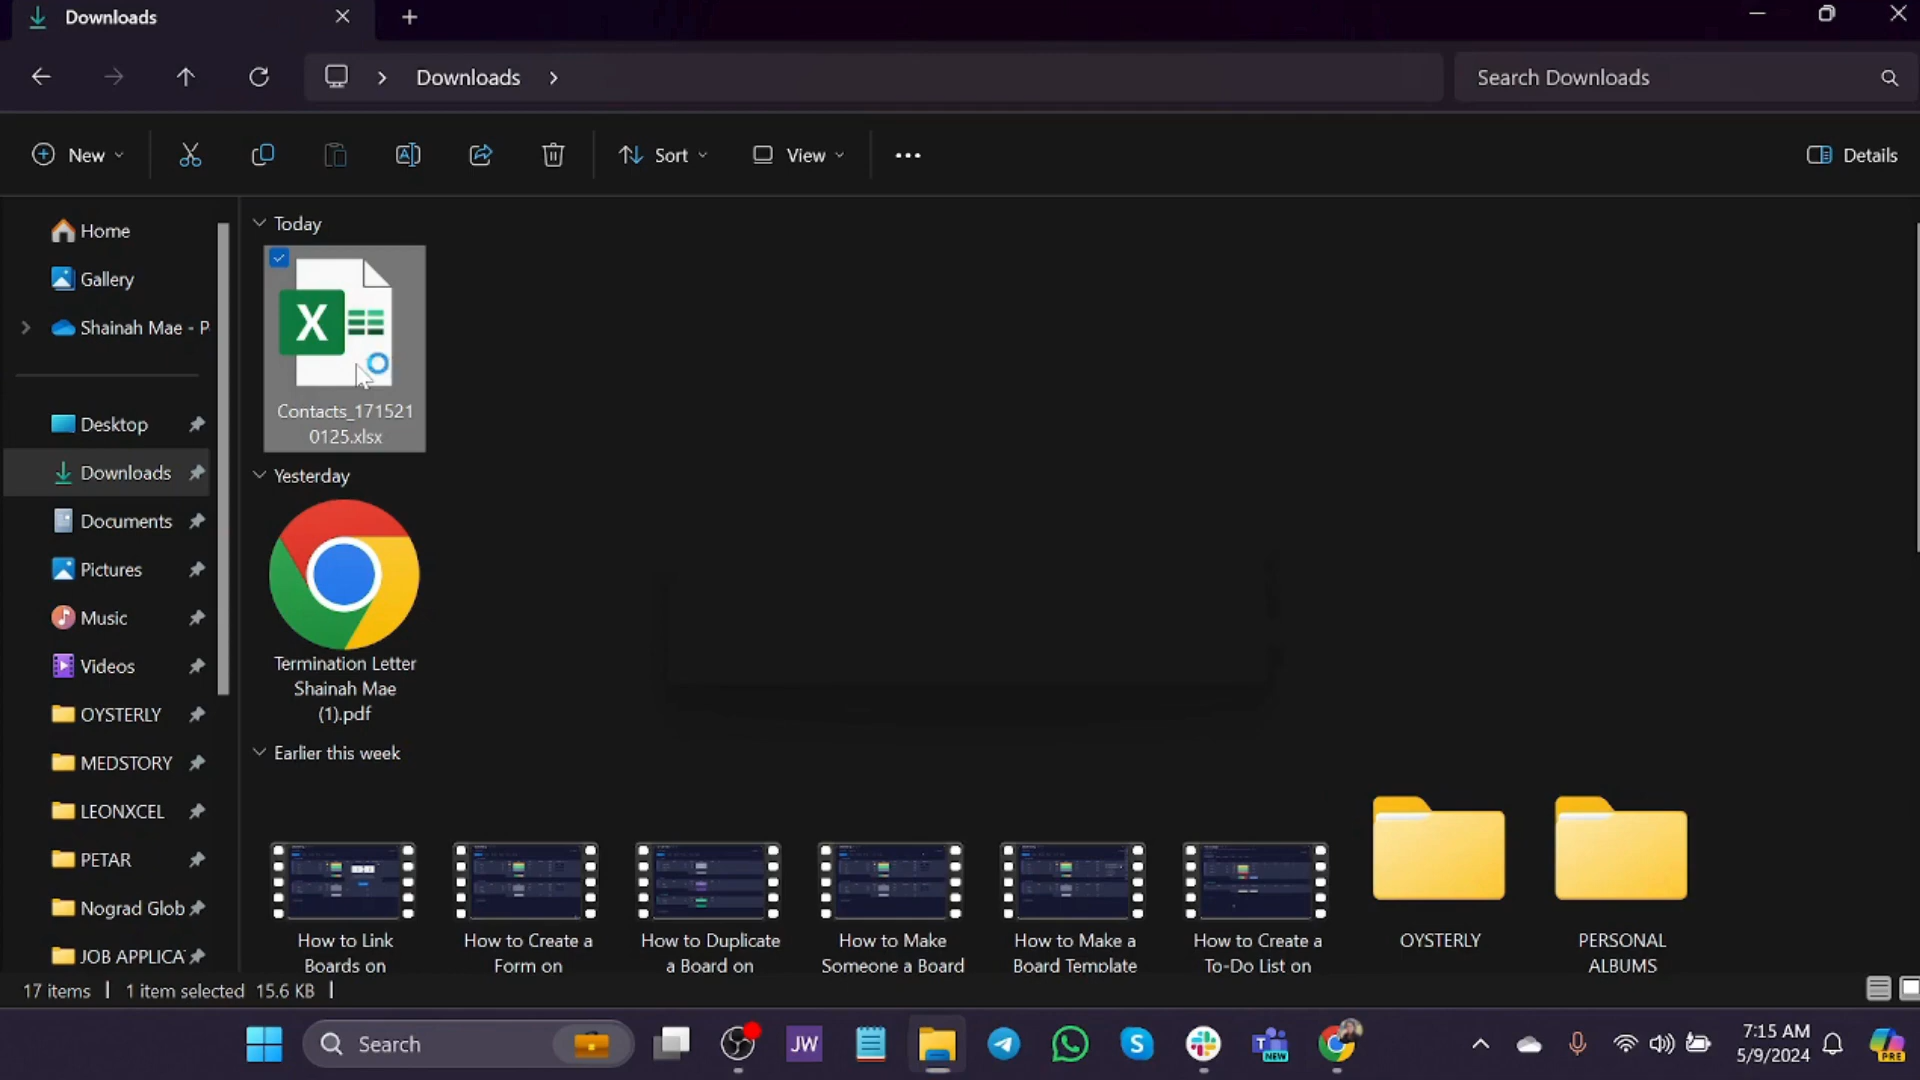 Downloads
Downloads
Search Downloads
New
Sort
View
Details
Home
Gallery
Shainah Mae - P
Desktop
Downloads
Documents
Pictures
Music
Videos
OYSTERLY
MEDSTORY
LEONXCEL
PETAR
Nograd Glob
JOB APPLICA
Today
Contacts_171521
0125.xlsx
Yesterday
Termination Letter
Shainah Mae
(1).pdf
Earlier this week
How to Link
Boards on
How to Create a
Form on
How to Duplicate
a Board on
How to Make
Someone a Board
How to Make a
Board Template
How to Create a
To-Do List on
OYSTERLY
PERSONAL
ALBUMS
17 items
1 item selected 15.6 KB
Search
JW
NEW
7:15 AM
5/9/2024
PRE